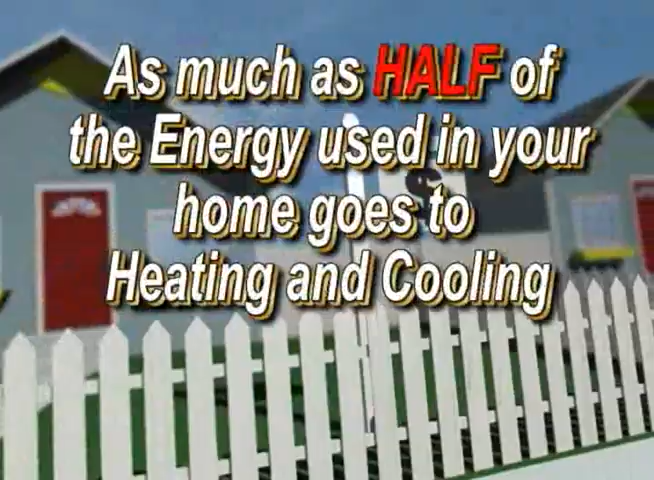 As much as HALF of
the Energy used in your
home goes to
Heating and Cooling